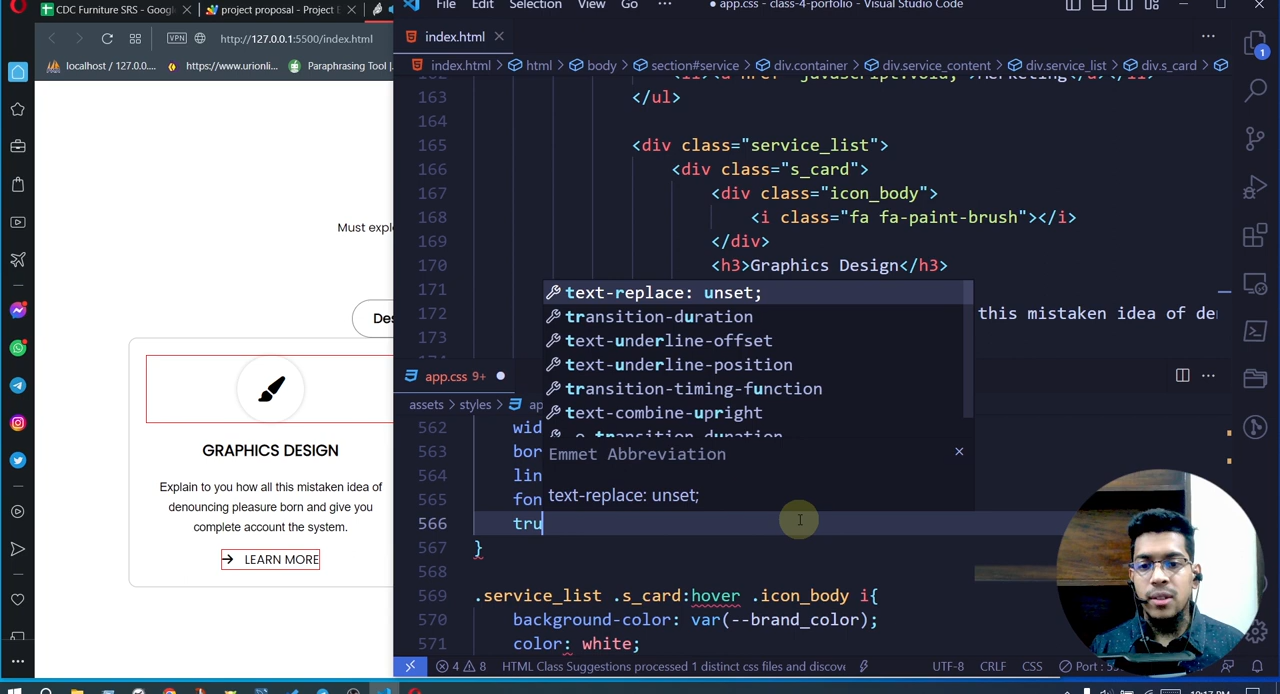 CDC Furniture SRS - Google
project proposal - Project B
VPN
http://127.0.0.1:5500/index.html
localhost / 127.0.0....
https://www.urionli...
Paraphrasing Tool |
Must expl
Des
GRAPHICS DESIGN
Explain to you how all this mistaken idea of
denouncing pleasure born and give you
complete account the system.
LEARN MORE
File Edit Selection View Go ··· ● app.css - class-4-porfolio - Visual Studio Code
index.html
index.html > html > body > section#service > div.container > div.service_content > div.service_list > div.s_card >
163 </ul>
164
165 <div class="service_list">
166 <div class="s_card">
167 <div class="icon_body">
168 <i class="fa fa-paint-brush"></i>
169 </div>
170 <h3>Graphics Design</h3>
171
172 this mistaken idea of de
173
text-replace: unset;
transition-duration
text-underline-offset
text-underline-position
transition-timing-function
text-combine-upright
Emmet Abbreviation
text-replace: unset;
app.css 9+ ●
assets > styles > ap
562 wid
563 bor
564 lin
565 fon
566 tru
567 }
568
569 .service_list .s_card:hover .icon_body i{
570 background-color: var(--brand_color);
571 color: white;
4 8 HTML Class Suggestions processed 1 distinct css files and discove
UTF-8 CRLF CSS Port : 5
10:17 PM